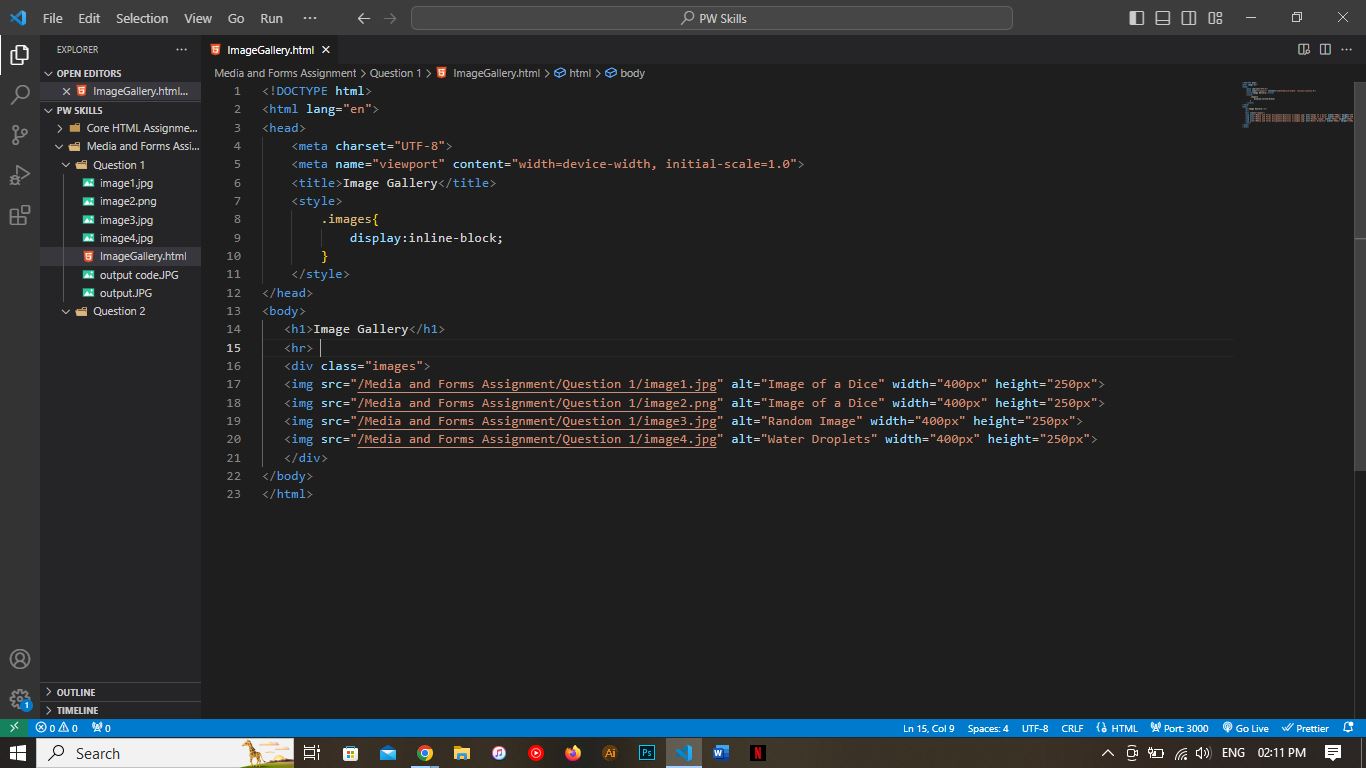 File Edit Selection View Go Run ··· PW Skills
EXPLORER ···
OPEN EDITORS
ImageGallery.html...
PW SKILLS
Core HTML Assignme...
Media and Forms Assi...
Question 1
image1.jpg
image2.png
image3.jpg
image4.jpg
ImageGallery.html
output codeJPG
output.JPG
Question 2
OUTLINE
TIMELINE
ImageGallery.html
Media and Forms Assignment > Question 1 > ImageGallery.html > html > body
1 <!DOCTYPE html>
2 <html lang="en">
3 <head>
4 <meta charset="UTF-8">
5 <meta name="viewport" content="width=device-width, initial-scale=1.0">
6 <title>Image Gallery</title>
7 <style>
8 .images{
9 display:inline-block;
10 }
11 </style>
12 </head>
13 <body>
14 <h1>Image Gallery</h1>
15 <hr>
16 <div class="images">
17 <img src="/Media and Forms Assignment/Question 1/image1.jpg" alt="Image of a Dice" width="400px" height="250px">
18 <img src="/Media and Forms Assignment/Question 1/image2.png" alt="Image of a Dice" width="400px" height="250px">
19 <img src="/Media and Forms Assignment/Question 1/image3.jpg" alt="Random Image" width="400px" height="250px">
20 <img src="/Media and Forms Assignment/Question 1/image4.jpg" alt="Water Droplets" width="400px" height="250px">
21 </div>
22 </body>
23 </html>
1
0 0 0 Ln 15, Col 9 Spaces: 4 UTF-8 CRLF HTML Port: 3000 Go Live Prettier
Search Ai Ps W N ENG 02:11 PM